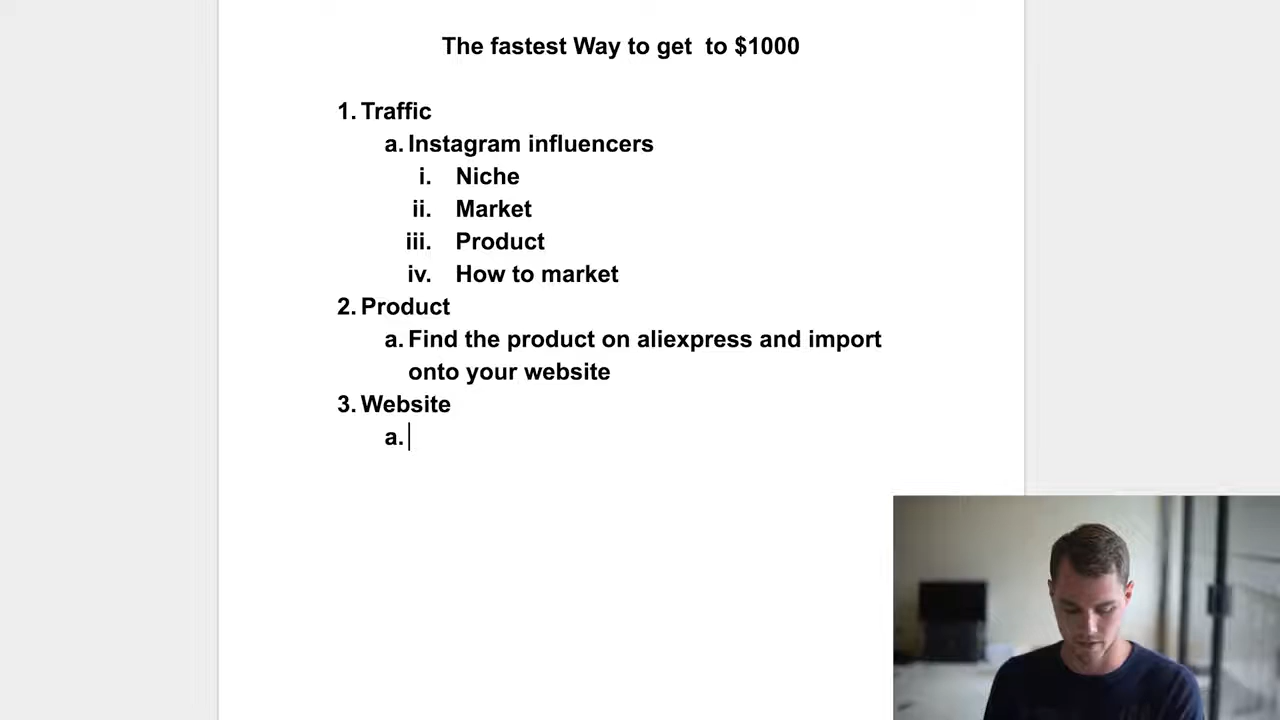 The fastest Way to get  to $1000
1. Traffic
a. Instagram influencers
i. Niche
ii. Market
iii. Product
iv. How to market
2. Product
a. Find the product on aliexpress and import
onto your website
3. Website
a.